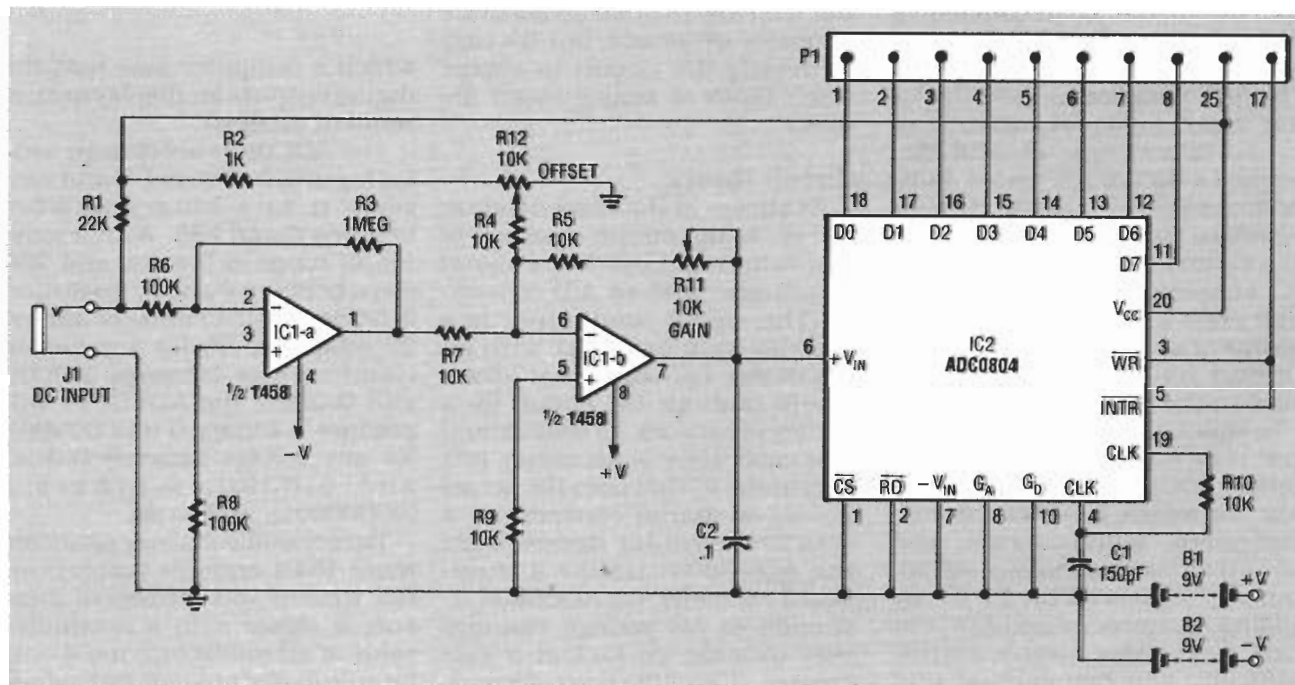 P1
1 2 3 4 5 6 7 8 25 17
R2
1K
R12
10K
OFFSET
R1
22K
R3
1MEG
R4
10K
R5
10K
R11
10K
GAIN
R6
100K
2 −
3 +
IC1-a
1
4
½ 1458
−V
R7
10K
6 −
5 +
IC1-b
7
8
½ 1458
+V
J1
DC INPUT
R8
100K
R9
10K
C2
.1
18 17 16 15 14 13 12
D0 D1 D2 D3 D4 D5 D6
D7 11
VCC 20
6 +VIN
IC2
ADC0804
WR 3
INTR 5
CLK 19
R10
10K
CS RD −VIN GA GD CLK
1 2 7 8 10 4
C1
150pF
B1
9V
+V
B2
9V
−V